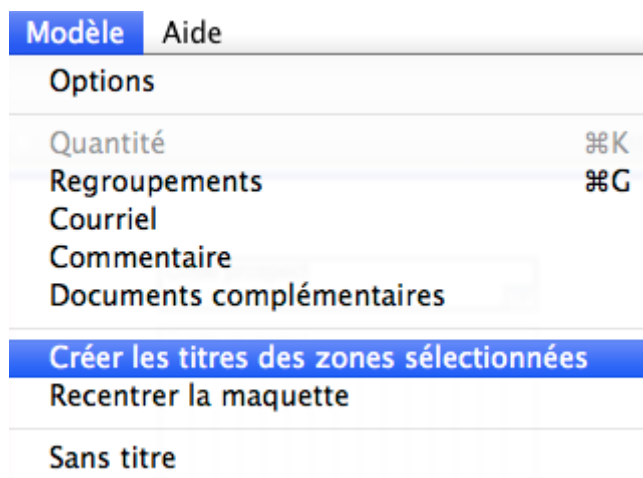 Modèle Aide
Options
Quantité ⌘K
Regroupements ⌘G
Courriel
Commentaire
Documents complémentaires
Créer les titres des zones sélectionnées
Recentrer la maquette
Sans titre